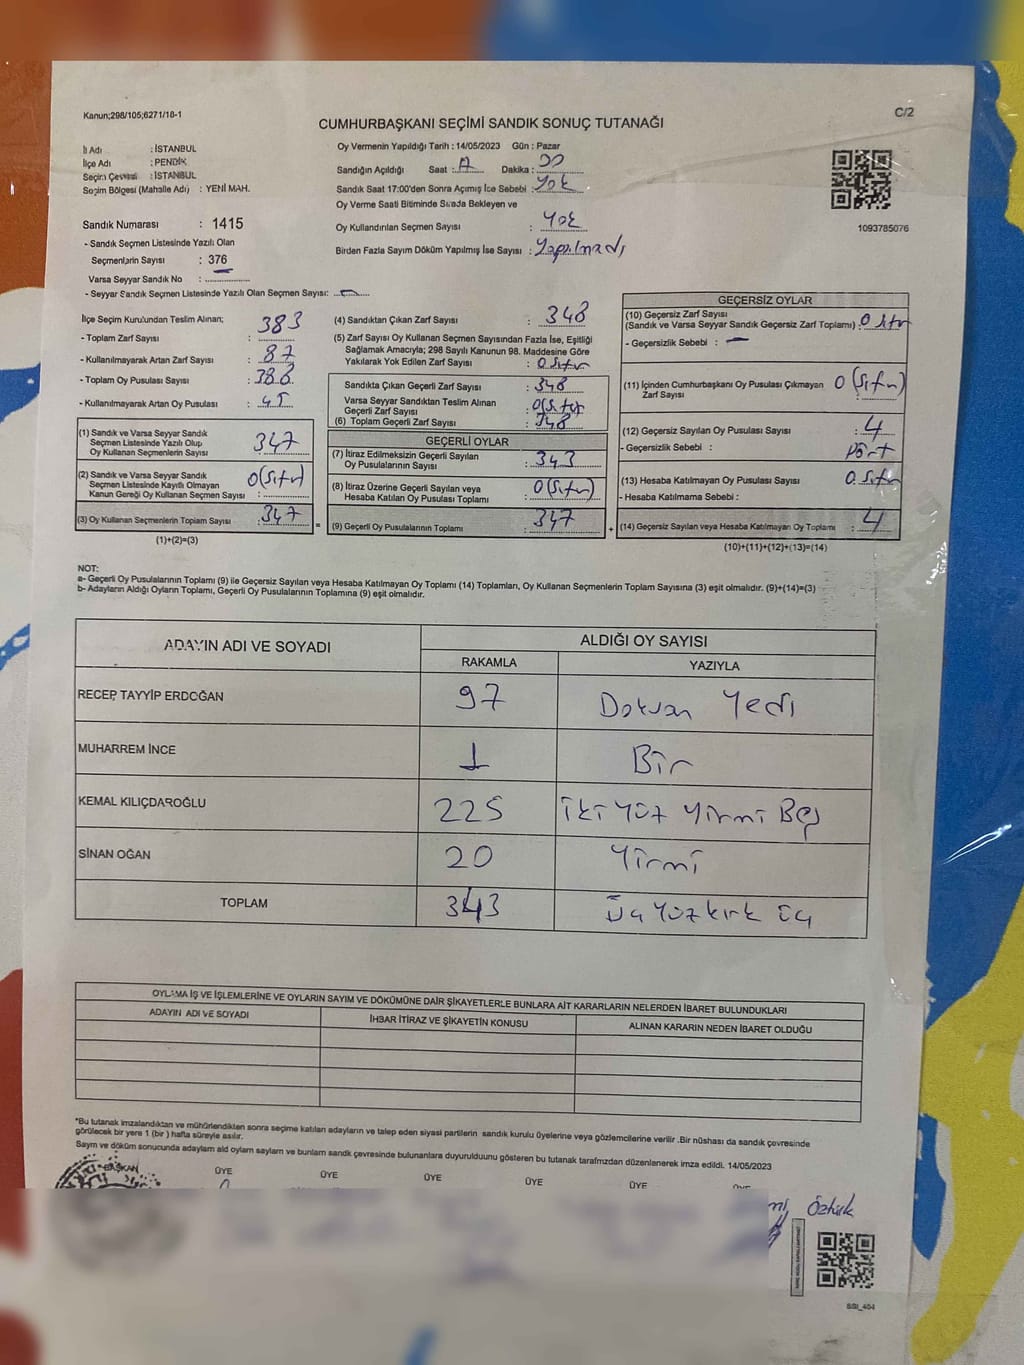 Kanun;298/105;6271/18-1
C/2
CUMHURBAŞKANI SEÇİMİ SANDIK SONUÇ TUTANAĞI
İl Adı : İSTANBUL
İlçe Adı : PENDİK
Seçim Çevresi : İSTANBUL
Seçim Bölgesi (Mahalle Adı) : YENİ MAH.
Sandık Numarası : 1415
- Sandık Seçmen Listesinde Yazılı Olan
Seçmenlerin Sayısı : 376
Varsa Seyyar Sandık No :
- Seyyar Sandık Seçmen Listesinde Yazılı Olan Seçmen Sayısı: —
Oy Vermenin Yapıldığı Tarih : 14/05/2023 Gün : Pazar
Sandığın Açıldığı Saat : Dakika : 00
Sandık Saat 17:00'den Sonra Açımış İce Sebebi : Yok
Oy Verme Saati Bitiminde Sırada Bekleyen ve
Oy Kullandırılan Seçmen Sayısı : Yok
Birden Fazla Sayım Döküm Yapılmış İse Sayısı : Yapılmadı
1093785076
İlçe Seçim Kurulundan Teslim Alınan;
- Toplam Zarf Sayısı : 383
- Kullanılmayarak Artan Zarf Sayısı : 87
- Toplam Oy Pusulası Sayısı : 388
- Kullanılmayarak Artan Oy Pusulası : 45
(1) Sandık ve Varsa Seyyar Sandık
Seçmen Listesinde Yazılı Olup
Oy Kullanan Seçmenlerin Sayısı 347
(2) Sandık ve Varsa Seyyar Sandık
Seçmen Listesinde Kayıtlı Olmayan
Kanun Gereği Oy Kullanan Seçmen Sayısı : 0(Sıfır)
(3) Oy Kullanan Seçmenlerin Toplam Sayısı : 347
(1)+(2)=(3)
(4) Sandıktan Çıkan Zarf Sayısı : 348
(5) Zarf Sayısı Oy Kullanan Seçmen Sayısından Fazla İse, Eşitliği
Sağlamak Amacıyla; 298 Sayılı Kanunun 98. Maddesine Göre
Yakılarak Yok Edilen Zarf Sayısı : 0 Sıfır
Sandıkta Çıkan Geçerli Zarf Sayısı : 348
Varsa Seyyar Sandıktan Teslim Alınan
Geçerli Zarf Sayısı : 0(Sıfır)
(6) Toplam Geçerli Zarf Sayısı : 348
GEÇERLİ OYLAR
(7) İtiraz Edilmeksizin Geçerli Sayılan
Oy Pusulalarının Sayısı : 343
(8) İtiraz Üzerine Geçerli Sayılan veya
Hesaba Katılan Oy Pusulası Toplamı : 0(Sıfır)
= (9) Geçerli Oy Pusulalarının Toplamı : 347
GEÇERSİZ OYLAR
(10) Geçersiz Zarf Sayısı
(Sandık ve Varsa Seyyar Sandık Geçersiz Zarf Toplamı) : 0 Sıfır
- Geçersizlik Sebebi : —
(11) İçinden Cumhurbaşkanı Oy Pusulası Çıkmayan
Zarf Sayısı 0 (Sıfır)
(12) Geçersiz Sayılan Oy Pusulası Sayısı : 4
- Geçersizlik Sebebi : Dört
(13) Hesaba Katılmayan Oy Pusulası Sayısı 0 Sıfır
- Hesaba Katılmama Sebebi :
+ (14) Geçersiz Sayılan veya Hesaba Katılmayan Oy Toplamı : 4
(10)+(11)+(12)+(13)=(14)
NOT:
a- Geçerli Oy Pusulalarının Toplamı (9) ile Geçersiz Sayılan veya Hesaba Katılmayan Oy Toplamı (14) Toplamları, Oy Kullanan Seçmenlerin Toplam Sayısına (3) eşit olmalıdır. (9)+(14)=(3)
b- Adayların Aldığı Oyların Toplamı, Geçerli Oy Pusulalarının Toplamına (9) eşit olmalıdır.
ADAYIN ADI VE SOYADI ALDIĞI OY SAYISI
RAKAMLA YAZIYLA
RECEP TAYYİP ERDOĞAN 97 Doksan Yedi
MUHARREM İNCE 1 Bir
KEMAL KILIÇDAROĞLU 225 iki Yüz Yirmi Beş
SİNAN OĞAN 20 Yirmi
TOPLAM 343 Üç Yüz kırk üç
OYLAMA İŞ VE İŞLEMLERİNE VE OYLARIN SAYIM VE DÖKÜMÜNE DAİR ŞİKAYETLERLE BUNLARA AİT KARARLARIN NELERDEN İBARET BULUNDUKLARI
ADAYIN ADI VE SOYADI İHBAR İTİRAZ VE ŞİKAYETİN KONUSU ALINAN KARARIN NEDEN İBARET OLDUĞU
*Bu tutanak imzalandıktan ve mühürlendikten sonra seçime katılan adayların ve talep eden siyasi partilerin sandık kurulu üyelerine veya gözlemcilerine verilir .Bir nüshası da sandık çevresinde
görülecek bir yere 1 (bir ) hafta süreyle asılır.
Sayım ve döküm sonucunda adayların ald oyların sayların ve bunların sandık çevresinde bulunanlara duyurulduunu gösteren bu tutanak tarafmzdan düzenlenerek imza edildi. 14/05/2023
BAŞKAN ÜYE ÜYE ÜYE ÜYE ÜYE
Öztürk
SSI_404